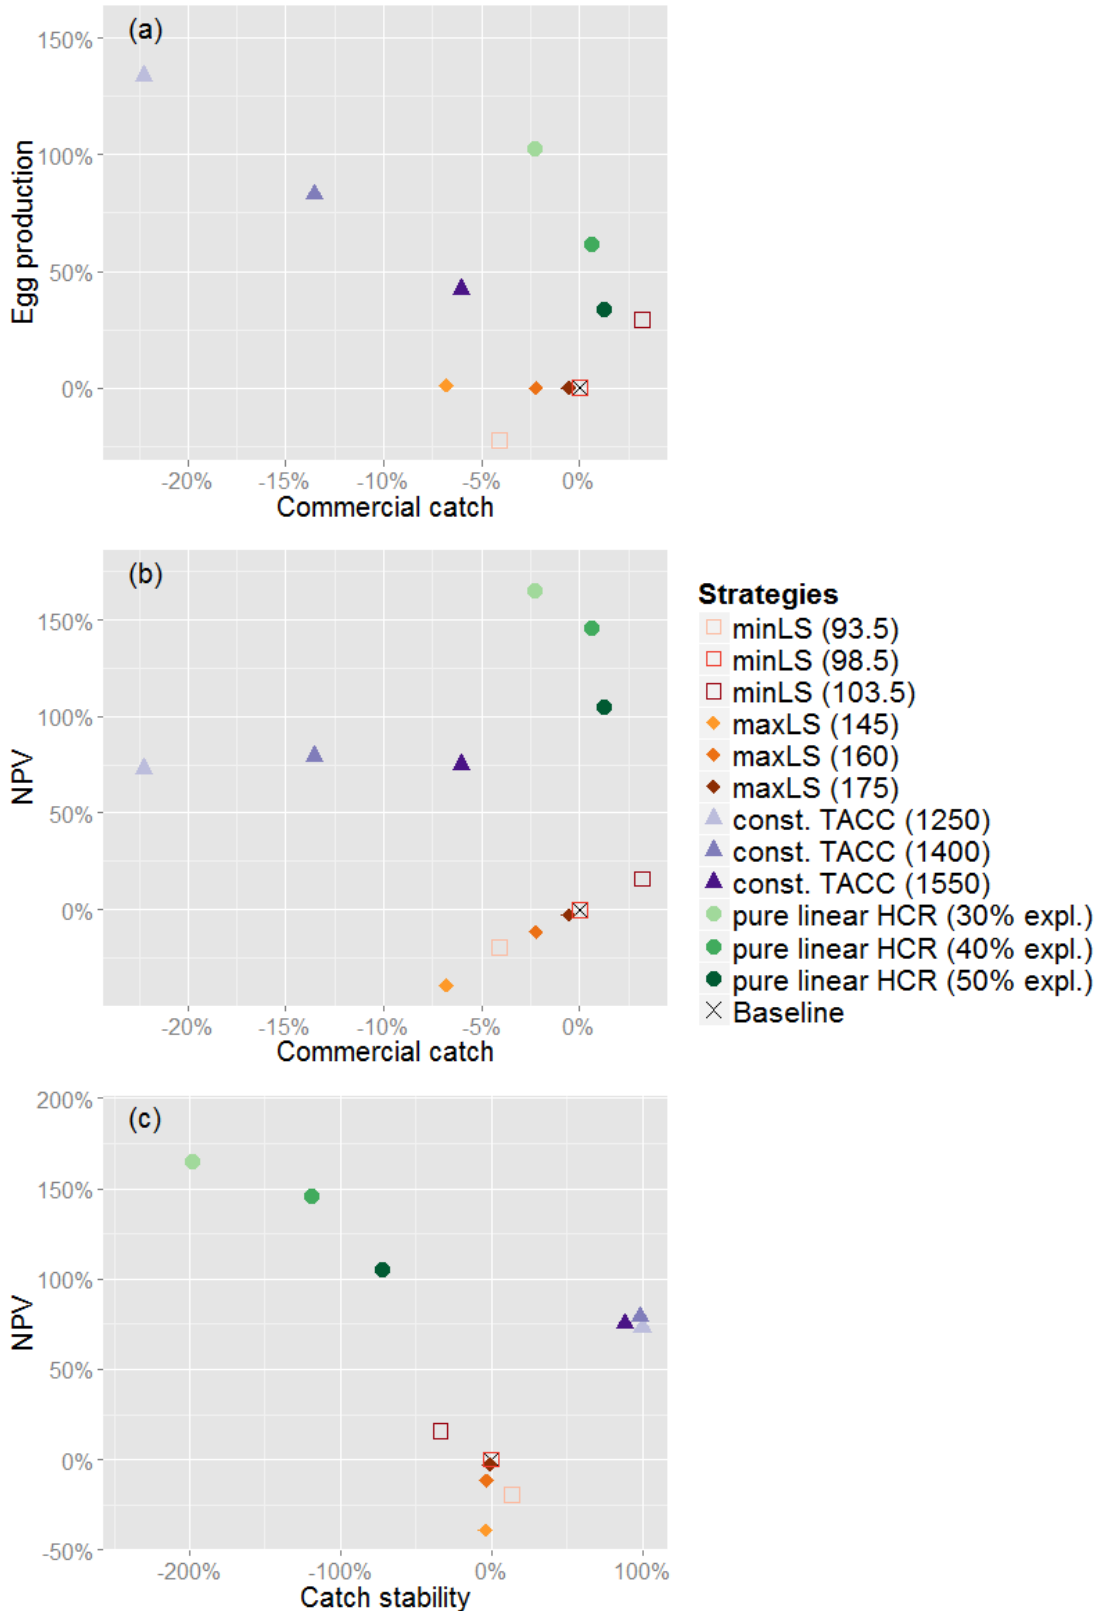 (a)
150%
100%
50%
0%
Egg production
-20% -15% -10% -5% 0%
Commercial catch
(b)
150%
100%
50%
0%
NPV
-20% -15% -10% -5% 0%
Commercial catch
Strategies
minLS (93.5)
minLS (98.5)
minLS (103.5)
maxLS (145)
maxLS (160)
maxLS (175)
const. TACC (1250)
const. TACC (1400)
const. TACC (1550)
pure linear HCR (30% expl.)
pure linear HCR (40% expl.)
pure linear HCR (50% expl.)
Baseline
(c)
200%
150%
100%
50%
0%
-50%
NPV
-200% -100% 0% 100%
Catch stability